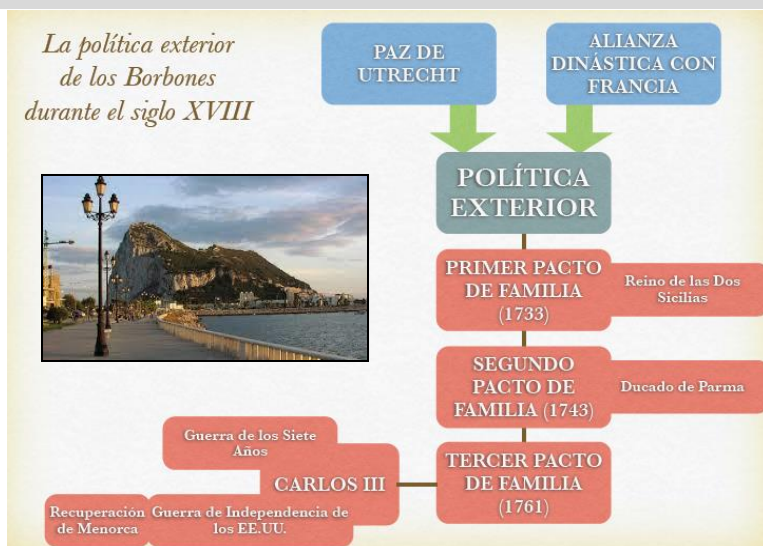 La política exterior
de los Borbones
durante el siglo XVIII
PAZ DE
UTRECHT
ALIANZA
DINÁSTICA CON
FRANCIA
POLÍTICA
EXTERIOR
PRIMER PACTO
DE FAMILIA
(1733)
Reino de las Dos
Sicilias
SEGUNDO
PACTO DE
FAMILIA (1743)
Ducado de Parma
TERCER PACTO
DE FAMILIA
(1761)
CARLOS III
Guerra de los Siete
Años
Guerra de Independencia de
los EE.UU.
Recuperación
de Menorca